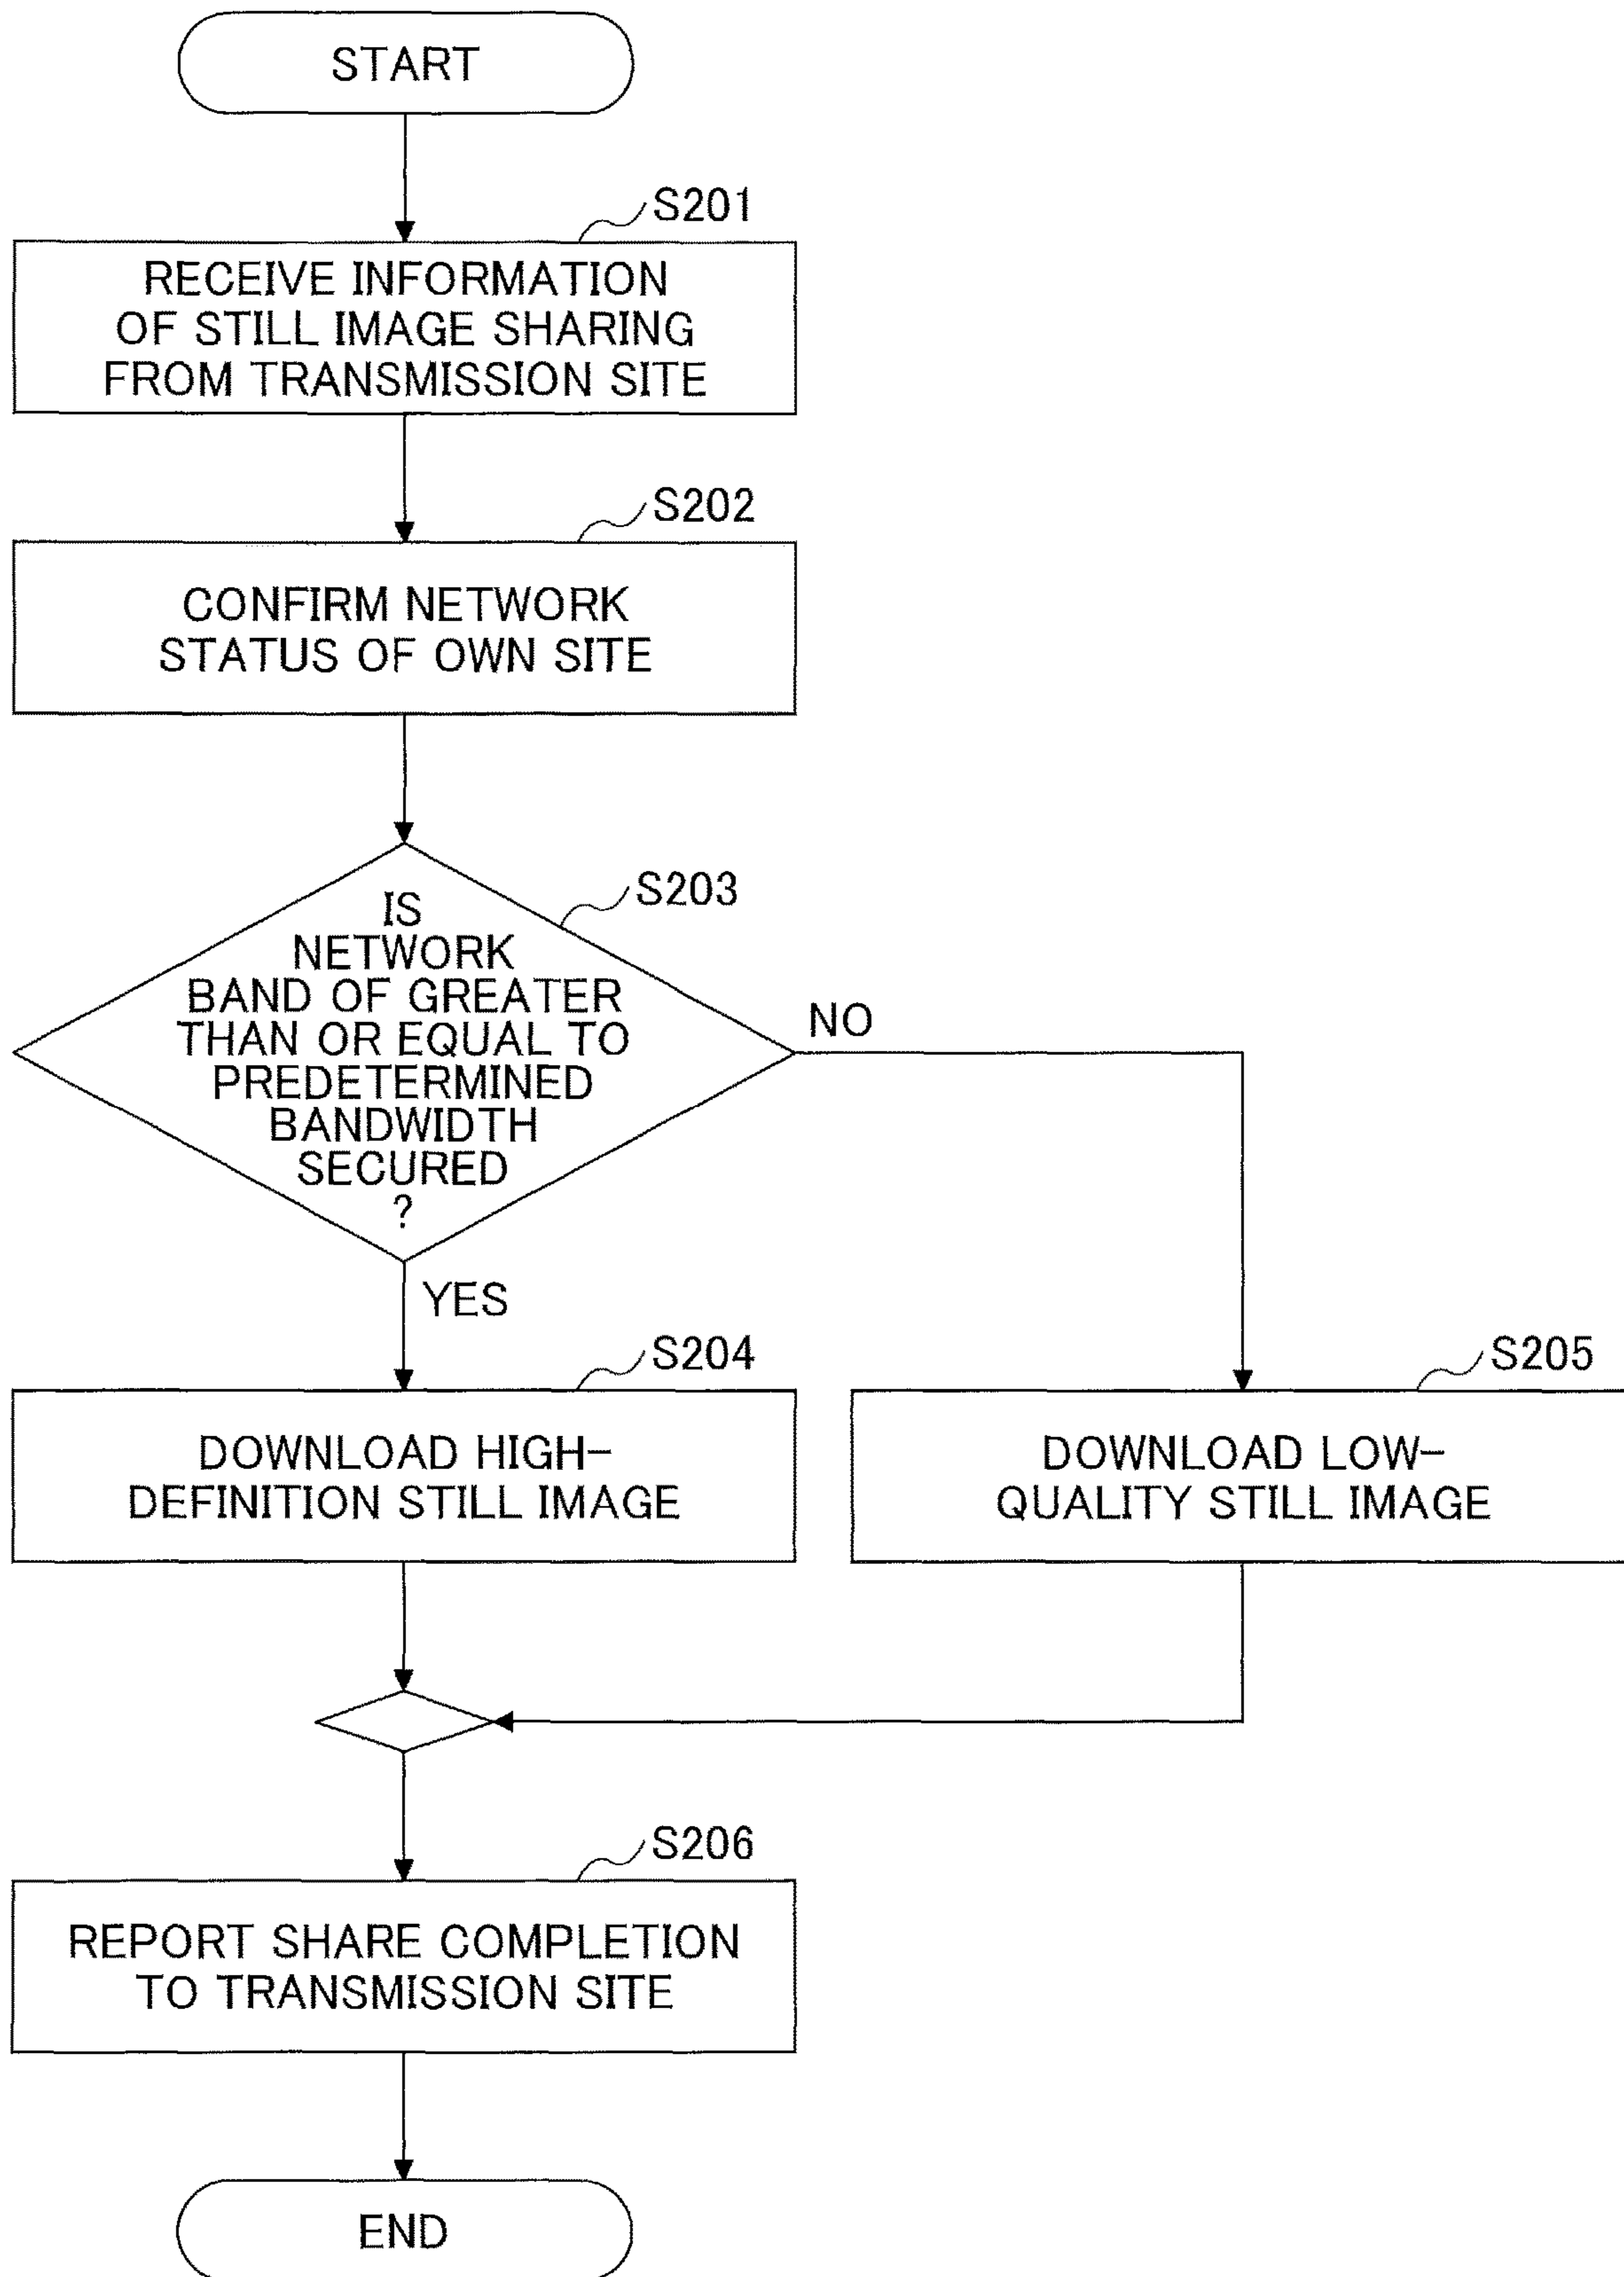 START
S201
RECEIVE INFORMATION
OF STILL IMAGE SHARING
FROM TRANSMISSION SITE
S202
CONFIRM NETWORK
STATUS OF OWN SITE
S203
IS
NETWORK
BAND OF GREATER
THAN OR EQUAL TO
PREDETERMINED
BANDWIDTH
SECURED
?
NO
YES
S204
DOWNLOAD HIGH-
DEFINITION STILL IMAGE
S205
DOWNLOAD LOW-
QUALITY STILL IMAGE
S206
REPORT SHARE COMPLETION
TO TRANSMISSION SITE
END